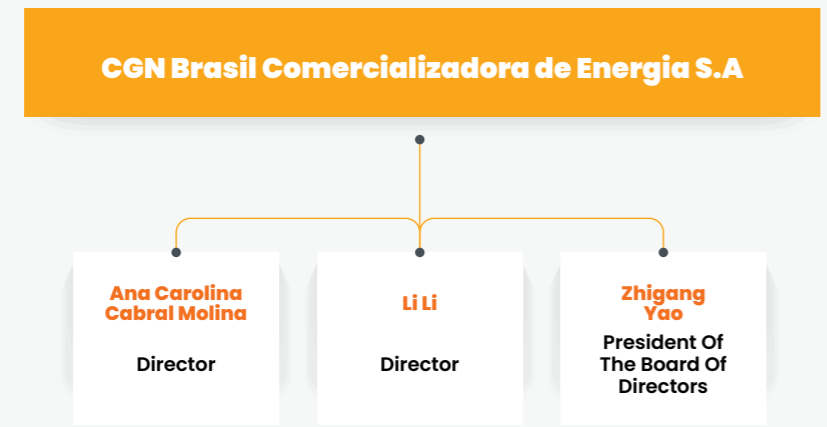 CGN Brasil Comercializadora de Energia S.A
Ana Carolina
Cabral Molina
Director
Li Li
Director
Zhigang
Yao
President Of
The Board Of
Directors